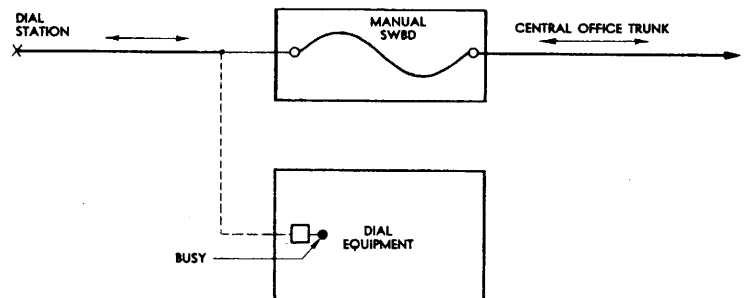 DIAL
STATION
MANUAL
SWBD
CENTRAL OFFICE TRUNK
DIAL
EQUIPMENT
BUSY